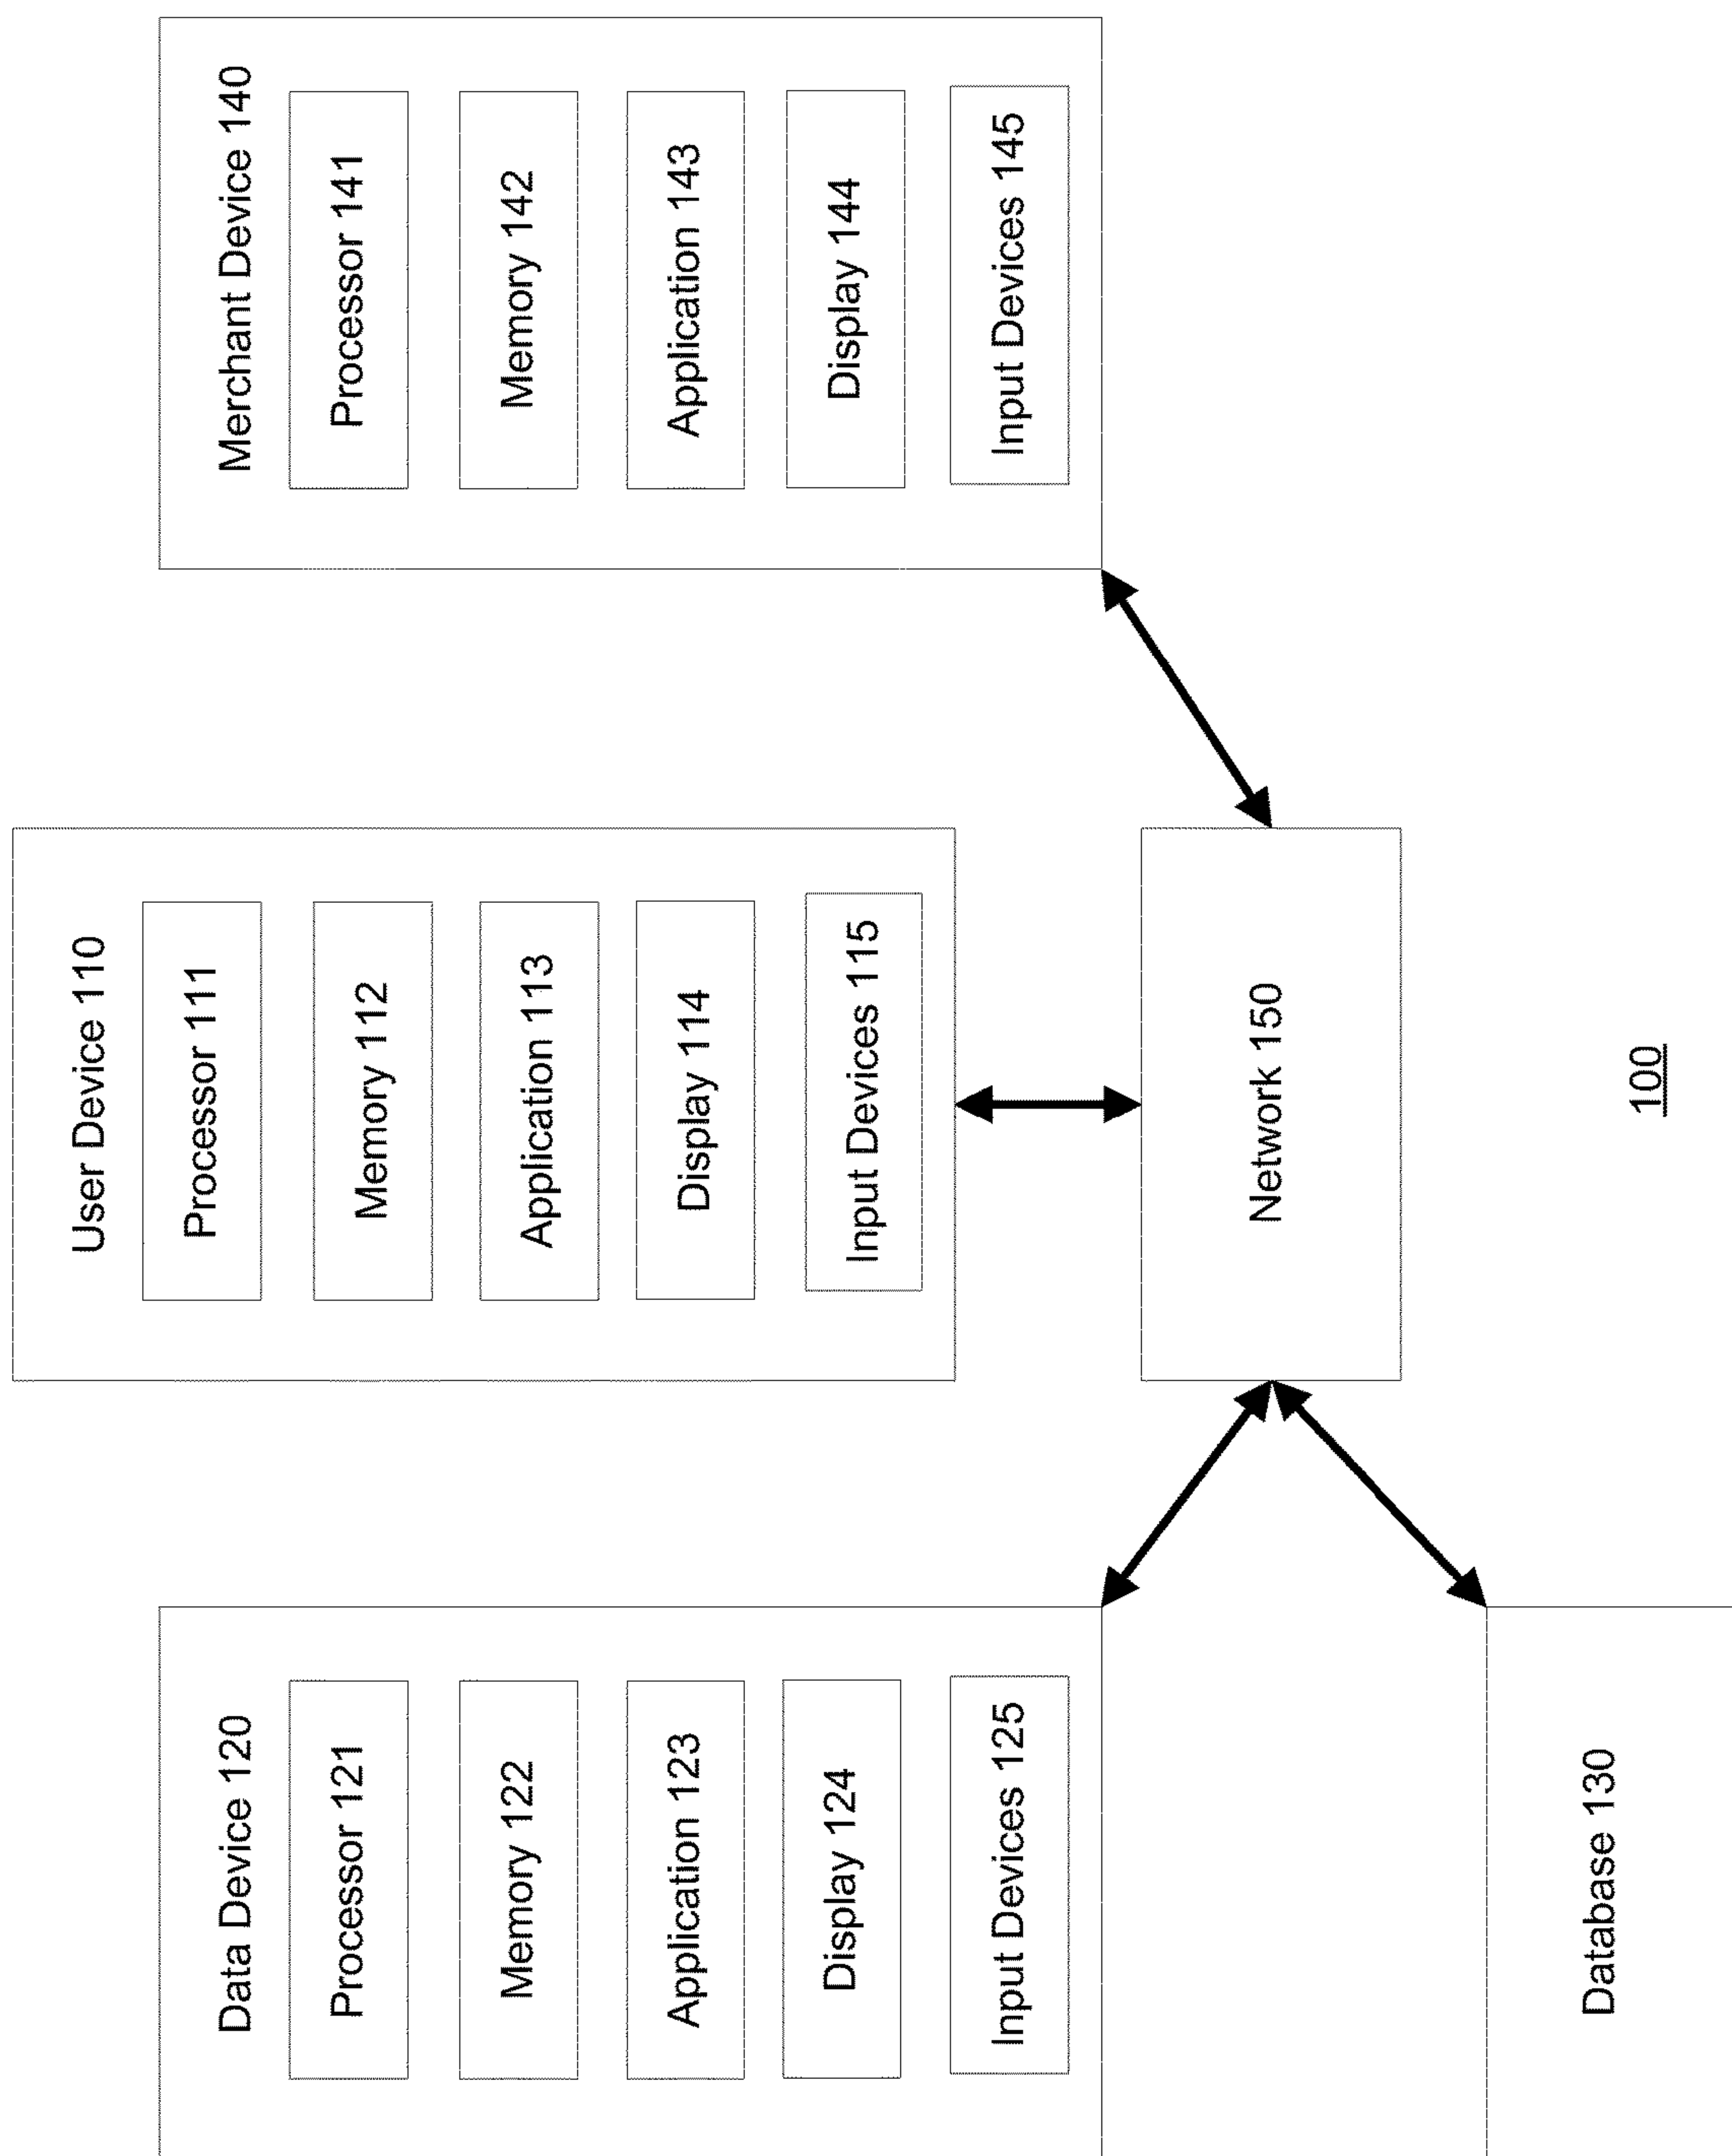 Data Device 120
Processor 121
Memory 122
Application 123
Display 124
Input Devices 125
User Device 110
Processor 111
Memory 112
Application 113
Display 114
Input Devices 115
Merchant Device 140
Processor 141
Memory 142
Application 143
Display 144
Input Devices 145
Network 150
Database 130
100